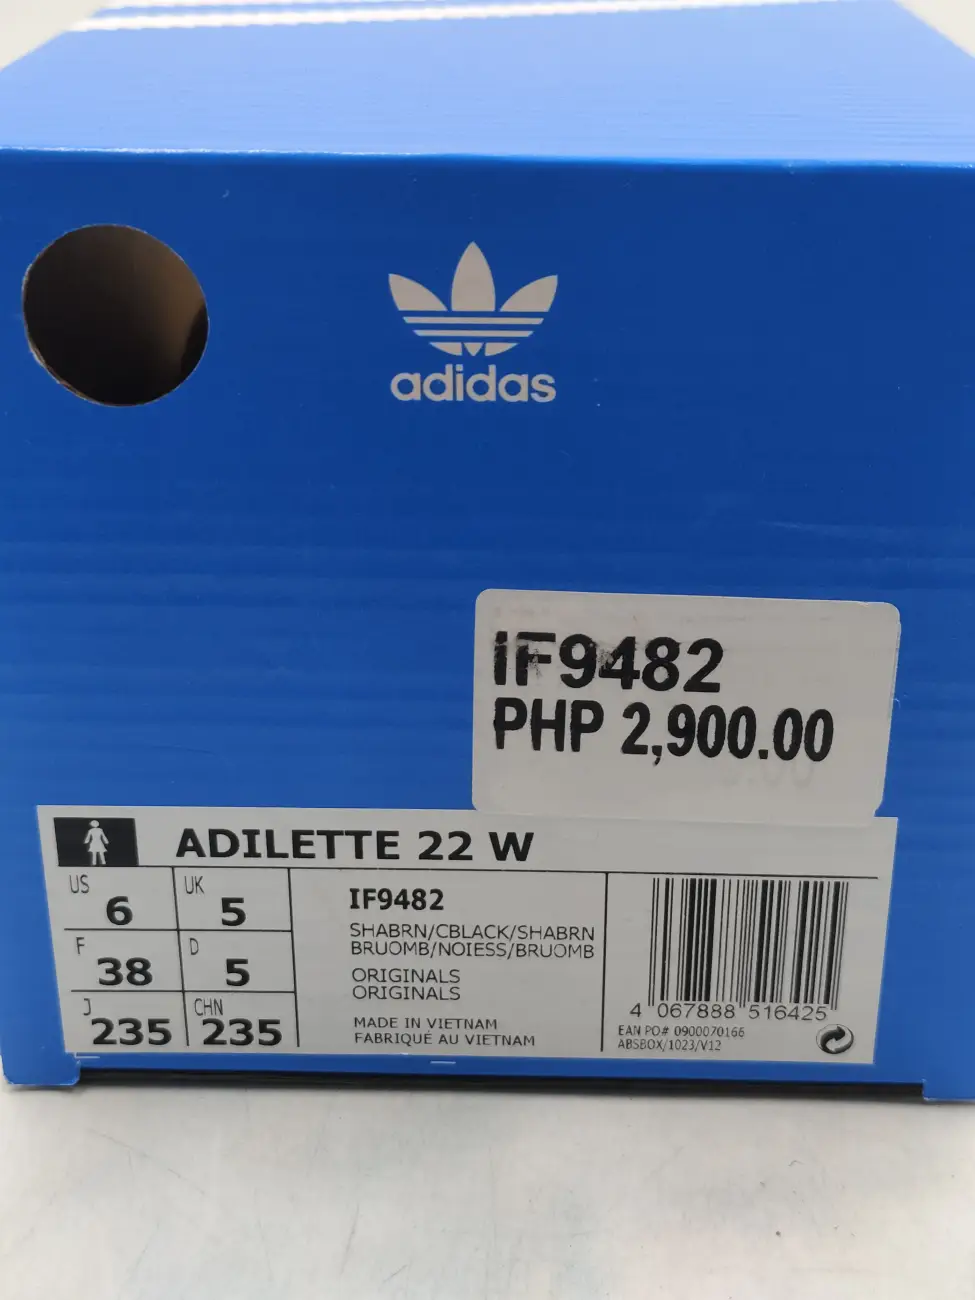 adidas
IF9482
PHP 2,900.00
ADILETTE 22 W
US 6 UK 5
F 38 D 5
J 235 CHN 235
IF9482
SHABRN/CBLACK/SHABRN
BRUOMB/NOIESS/BRUOMB
ORIGINALS
ORIGINALS
MADE IN VIETNAM
FABRIQUÉ AU VIETNAM
4 067888 516425
EAN PO# 0900070166
ABSBOX/1023/V12